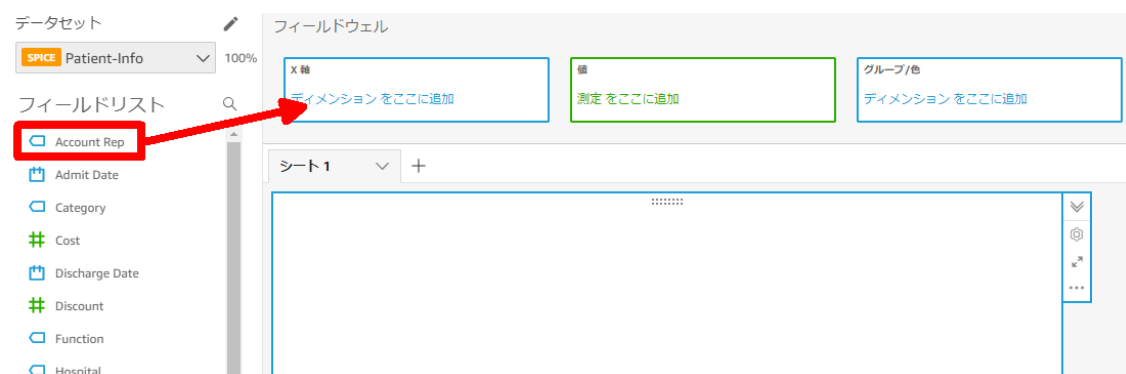 データセット
SPICE Patient-Info
100%
フィールドリスト
Account Rep
Admit Date
Category
Cost
Discharge Date
Discount
Function
Hospital
フィールドウェル
X 軸
ディメンション をここに追加
値
測定 をここに追加
グループ/色
ディメンション をここに追加
シート 1